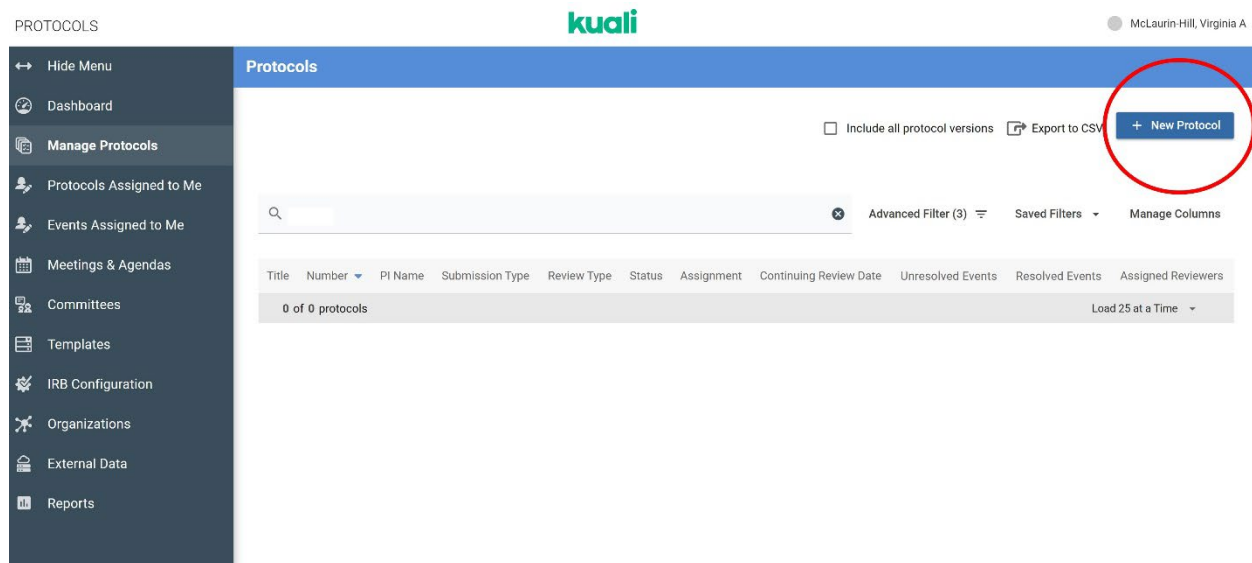 PROTOCOLS
kuali
McLaurin-Hill, Virginia A
Hide Menu
Dashboard
Manage Protocols
Protocols Assigned to Me
Events Assigned to Me
Meetings & Agendas
Committees
Templates
IRB Configuration
Organizations
External Data
Reports
Protocols
Include all protocol versions Export to CSV + New Protocol
Advanced Filter (3) Saved Filters Manage Columns
Title Number PI Name Submission Type Review Type Status Assignment Continuing Review Date Unresolved Events Resolved Events Assigned Reviewers
0 of 0 protocols Load 25 at a Time